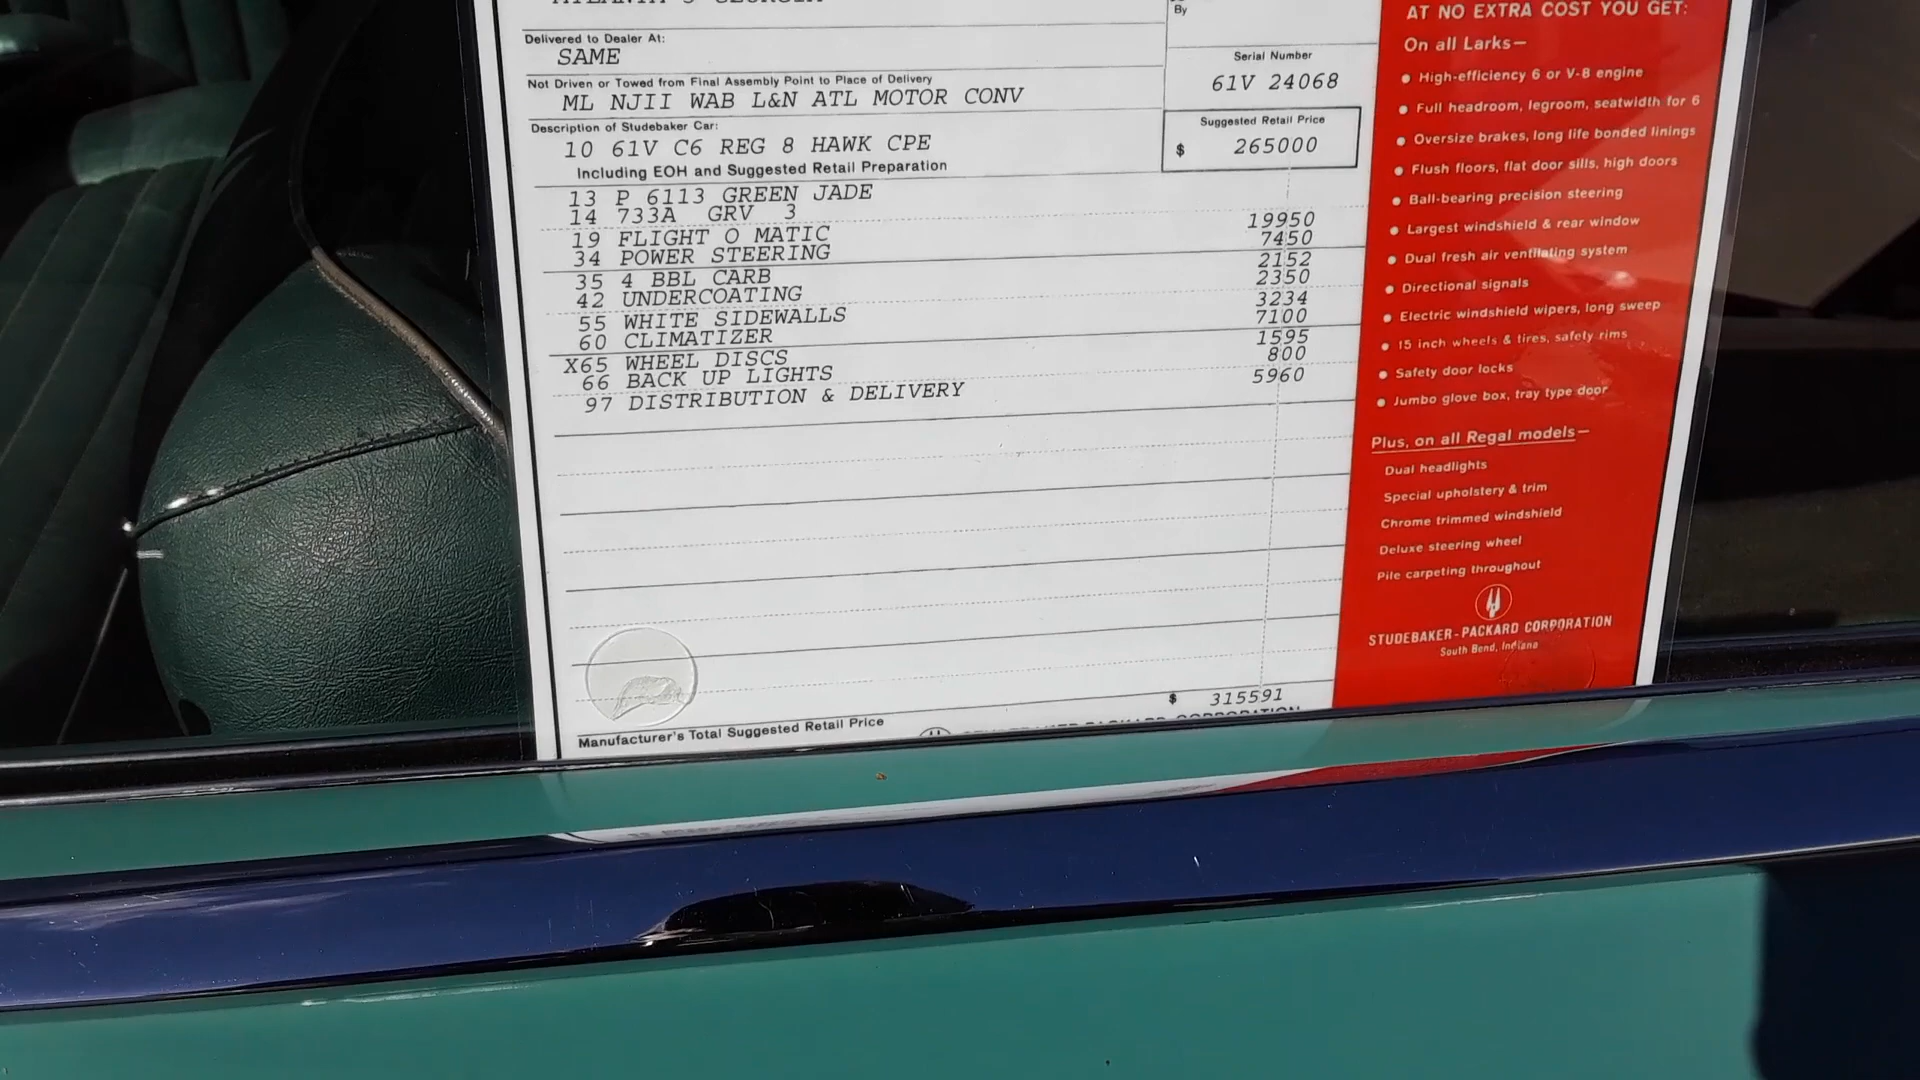 Delivered to Dealer At:
SAME
Not Driven or Towed from Final Assembly Point to Place of Delivery
ML NJII WAB L&N ATL MOTOR CONV
Description of Studebaker Car:
10 61V C6 REG 8 HAWK CPE
Including EOH and Suggested Retail Preparation
By
Serial Number
61V 24068
Suggested Retail Price
$ 265000
13 P 6113 GREEN JADE
14 733A GRV 3
19 FLIGHT O MATIC 19950
34 POWER STEERING 7450
35 4 BBL CARB 2152
42 UNDERCOATING 2350
55 WHITE SIDEWALLS 3234
60 CLIMATIZER 7100
X65 WHEEL DISCS 1595
66 BACK UP LIGHTS 800
97 DISTRIBUTION & DELIVERY 5960
Manufacturer's Total Suggested Retail Price $ 315591
AT NO EXTRA COST YOU GET:
On all Larks—
• High-efficiency 6 or V-8 engine
• Full headroom, legroom, seatwidth for 6
• Oversize brakes, long life bonded linings
• Flush floors, flat door sills, high doors
• Ball-bearing precision steering
• Largest windshield & rear window
• Dual fresh air ventilating system
• Directional signals
• Electric windshield wipers, long sweep
• 15 inch wheels & tires, safety rims
• Safety door locks
• Jumbo glove box, tray type door
Plus, on all Regal models—
Dual headlights
Special upholstery & trim
Chrome trimmed windshield
Deluxe steering wheel
Pile carpeting throughout
STUDEBAKER-PACKARD CORPORATION
South Bend, Indiana